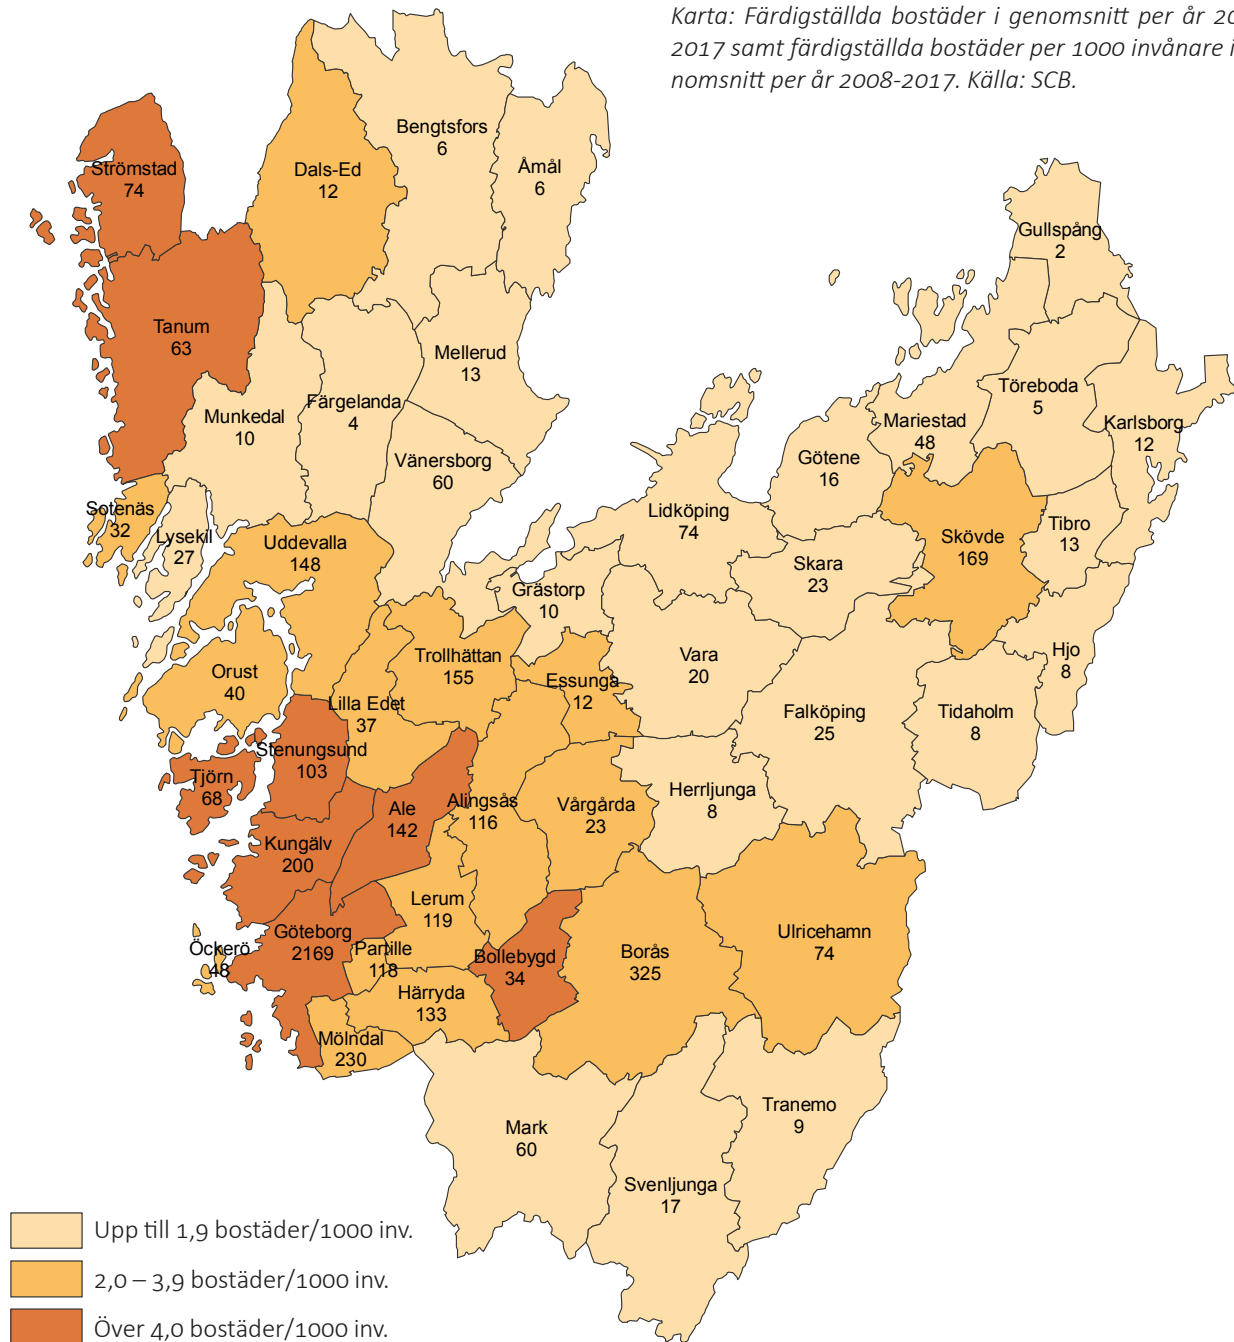 Karta: Färdigställda bostäder i genomsnitt per år 20
2017 samt färdigställda bostäder per 1000 invånare i
nomsnitt per år 2008-2017. Källa: SCB.
Bengtsfors
6
Åmål
6
Strömstad
74
Dals-Ed
12
Gullspång
2
Tanum
63
Mellerud
13
Töreboda
5
Munkedal
10
Färgelanda
4
Mariestad
48
Karlsborg
12
Vänersborg
60
Götene
16
Sotenäs
32
Lysekil
27
Lidköping
74
Uddevalla
148
Skövde
169
Tibro
13
Skara
23
Grästorp
10
Trollhättan
155
Vara
20
Hjo
8
Orust
40
Essunga
12
Lilla Edet
37
Falköping
25
Tidaholm
8
Stenungsund
103
Tjörn
68
Herrljunga
8
Ale
142
Alingsås
116
Vårgårda
23
Kungälv
200
Lerum
119
Göteborg
2169
Öckerö
48
Partille
118
Bollebygd
34
Borås
325
Ulricehamn
74
Härryda
133
Mölndal
230
Tranemo
9
Mark
60
Svenljunga
17
Upp till 1,9 bostäder/1000 inv.
2,0 – 3,9 bostäder/1000 inv.
Över 4,0 bostäder/1000 inv.